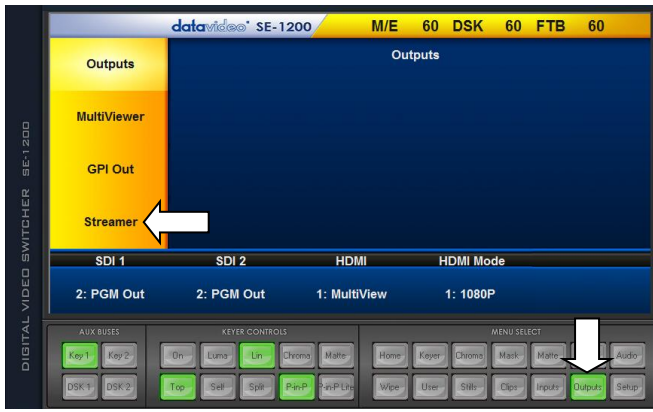 datavideo SE-1200 M/E 60 DSK 60 FTB 60
Outputs
Outputs
MultiViewer
GPI Out
Streamer
SDI 1 SDI 2 HDMI HDMI Mode
2: PGM Out 2: PGM Out 1: MultiView 1: 1080P
DIGITAL VIDEO SWITCHER SE-1200
AUX BUSES KEYER CONTROLS MENU SELECT
Key 1 Key 2 On Luma Lin Chroma Matte Home Keyer Chroma Mask Matte Audio
DSK 1 DSK 2 Top Self Split P-in-P P-in-P Lite Wipe User Stills Clips Inputs Outputs Setup